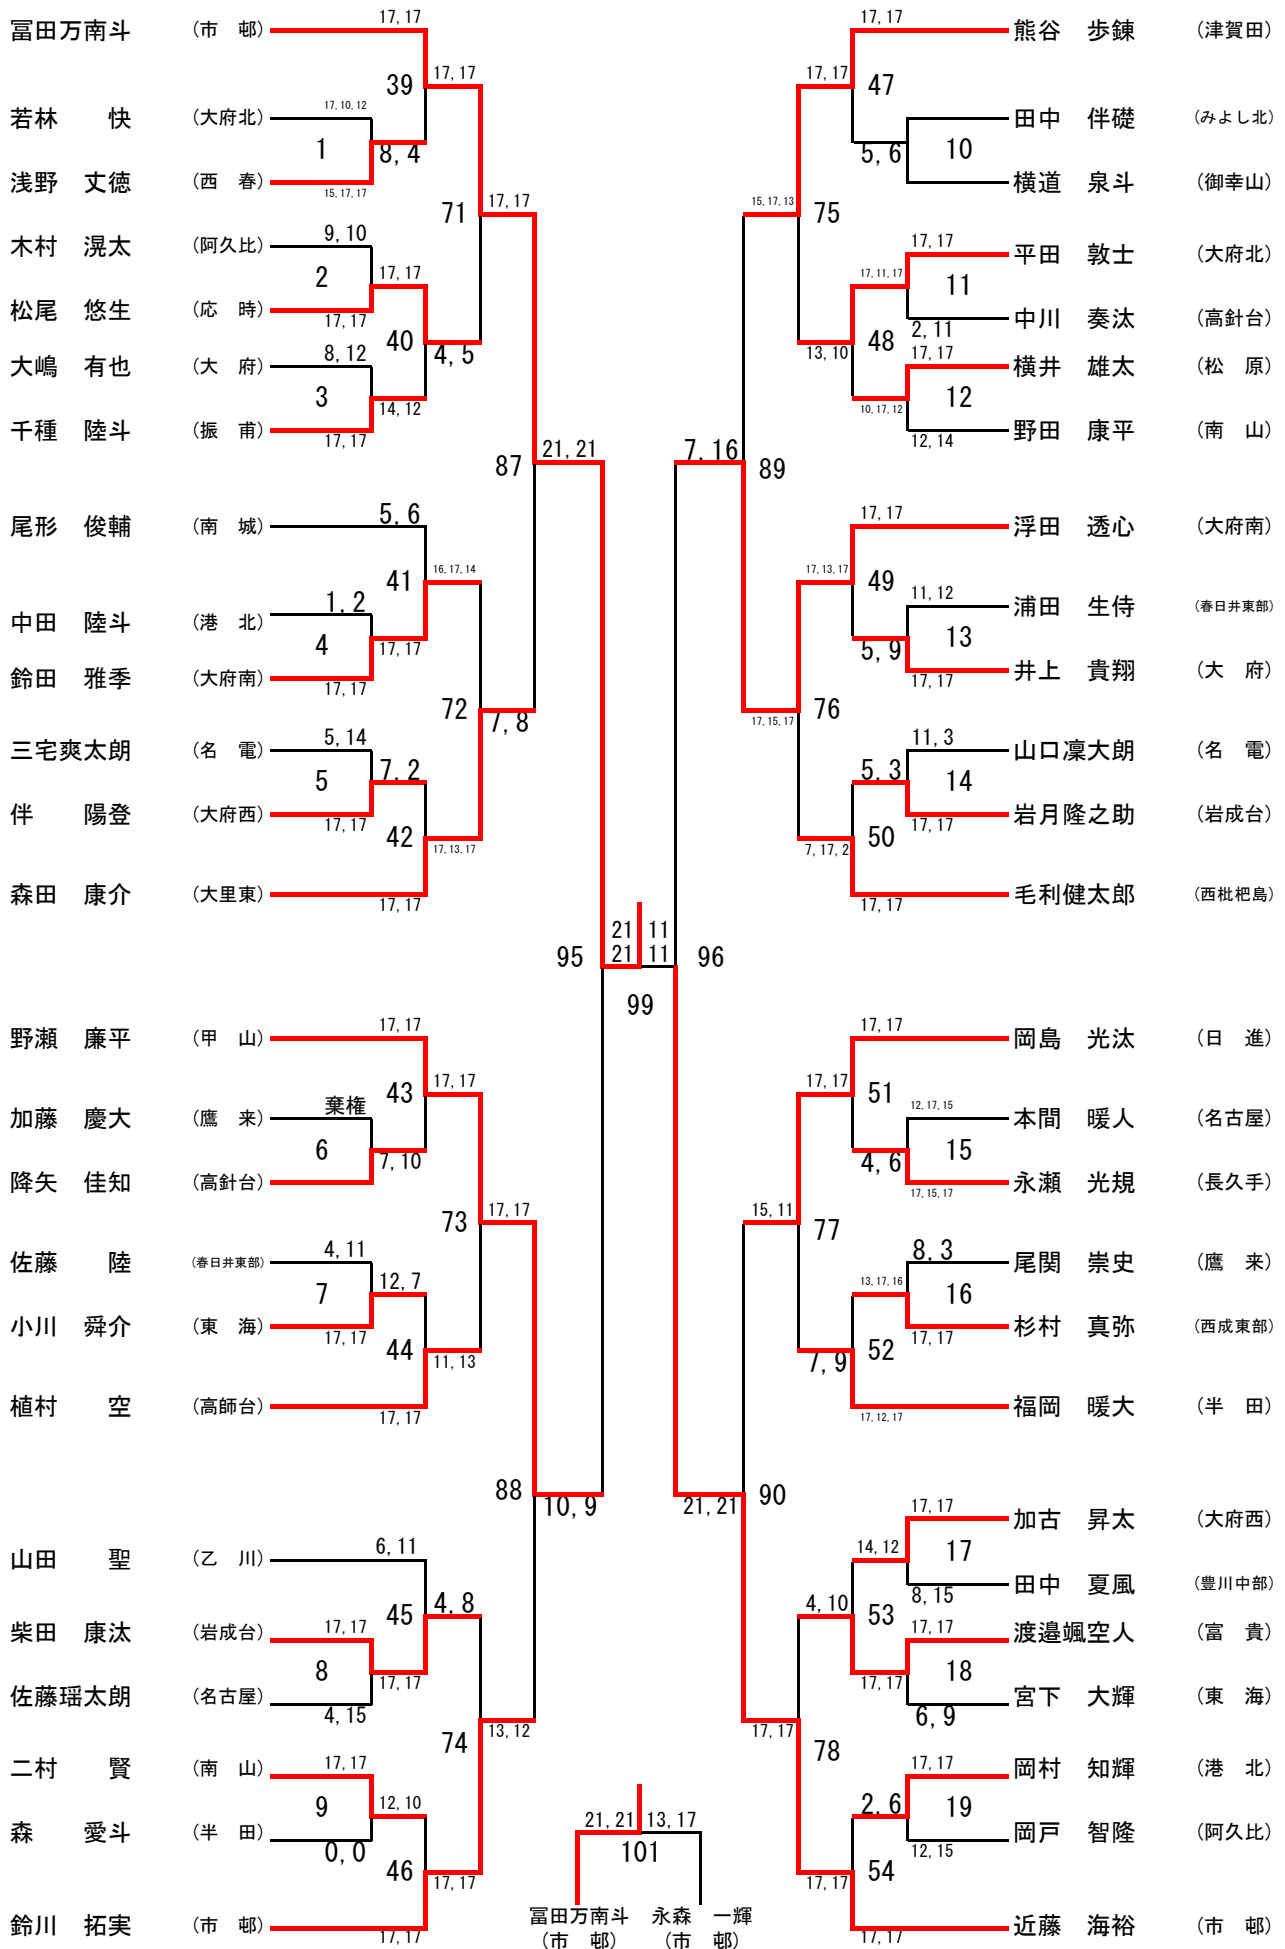 冨田万南斗 （市　邨） 17, 17
39 17, 17
若林　　快 （大府北） 17, 10, 12
1 8, 4
浅野　丈徳 （西　春） 15, 17, 17
71 17, 17
木村　滉太 （阿久比） 9, 10
2 17, 17
松尾　悠生 （応　時） 17, 17
40 4, 5
大嶋　有也 （大　府） 8, 12
3 14, 12
千種　陸斗 （振　甫） 17, 17
87 21, 21
尾形　俊輔 （南　城） 5, 6
41 16, 17, 14
中田　陸斗 （港　北） 1, 2
4 17, 17
鈴田　雅季 （大府南） 17, 17
72 7, 8
三宅爽太朗 （名　電） 5, 14
5 7, 2
伴　　陽登 （大府西） 17, 17
42 17, 13, 17
森田　康介 （大里東） 17, 17
95
21 11
21 11
99
96
野瀬　廉平 （甲　山） 17, 17
43 17, 17
加藤　慶大 （鷹　来） 棄権
6 7, 10
降矢　佳知 （高針台）
73 17, 17
佐藤　　陸 （春日井東部） 4, 11
7 12, 7
小川　舜介 （東　海） 17, 17
44 11, 13
植村　　空 （高師台） 17, 17
88 10, 9
山田　　聖 （乙　川） 6, 11
45 4, 8
柴田　康汰 （岩成台） 17, 17
8 17, 17
佐藤瑶太朗 （名古屋） 4, 15
74 13, 12
二村　　賢 （南　山） 17, 17
9 12, 10
森　　愛斗 （半　田） 0, 0
46 17, 17
鈴川　拓実 （市　邨） 17, 17
17, 17 熊谷　歩錬 （津賀田）
17, 17 47
田中　伴礎 （みよし北）
5, 6 10
横道　泉斗 （御幸山）
15, 17, 13 75
17, 17 平田　敦士 （大府北）
17, 11, 17 11
2, 11 中川　奏汰 （高針台）
13, 10 48
17, 17 横井　雄太 （松　原）
10, 17, 12 12
12, 14 野田　康平 （南　山）
7, 16 89
17, 17 浮田　透心 （大府南）
17, 13, 17 49
11, 12 浦田　生侍 （春日井東部）
5, 9 13
17, 17 井上　貴翔 （大　府）
17, 15, 17 76
11, 3 山口凜大朗 （名　電）
5, 3 14
17, 17 岩月隆之助 （岩成台）
7, 17, 2 50
17, 17 毛利健太郎 （西枇杷島）
17, 17 岡島　光汰 （日　進）
17, 17 51
12, 17, 15 本間　暖人 （名古屋）
4, 6 15
17, 15, 17 永瀬　光規 （長久手）
15, 11 77
8, 3 尾関　崇史 （鷹　来）
13, 17, 16 16
17, 17 杉村　真弥 （西成東部）
7, 9 52
17, 12, 17 福岡　暖大 （半　田）
21, 21 90
17, 17 加古　昇太 （大府西）
14, 12 17
8, 15 田中　夏風 （豊川中部）
4, 10 53
17, 17 渡邉颯空人 （富　貴）
17, 17 18
6, 9 宮下　大輝 （東　海）
17, 17 78
17, 17 岡村　知輝 （港　北）
2, 6 19
12, 15 岡戸　智隆 （阿久比）
17, 17 54
17, 17 近藤　海裕 （市　邨）
21, 21 13, 17
101
冨田万南斗 永森　一輝
（市　邨） （市　邨）